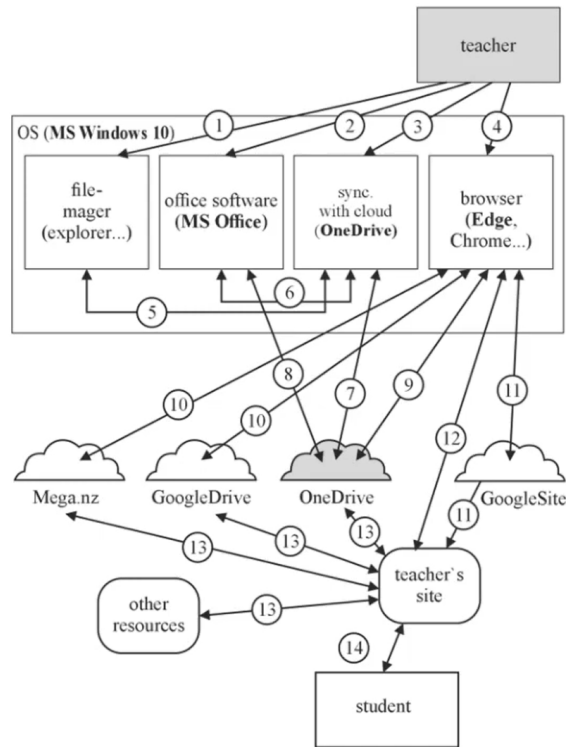 teacher
OS (MS Windows 10)
1
2
3
4
file-
mager
(explorer...)
office software
(MS Office)
sync.
with cloud
(OneDrive)
browser
(Edge,
Chrome...)
5
6
8
7
9
10
10
11
12
Mega.nz
GoogleDrive
OneDrive
GoogleSite
11
13
13
13
teacher`s
site
other
resources
13
14
student